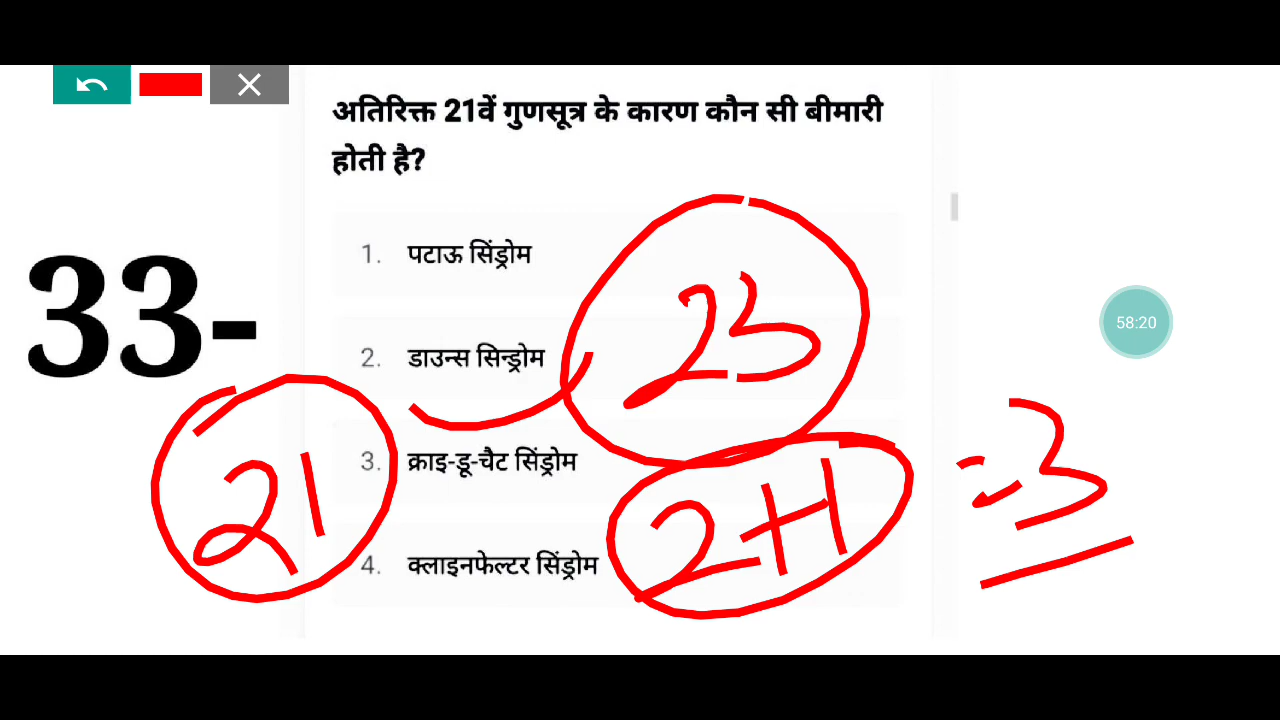 अतिरिक्त 21वें गुणसूत्र के कारण कौन सी बीमारी
होती है?
33-
1. पटाऊ सिंड्रोम
2. डाउन्स सिन्ड्रोम
3. क्राइ-डू-चैट सिंड्रोम
4. क्लाइनफेल्टर सिंड्रोम
23
21
2+1 =3
58:20